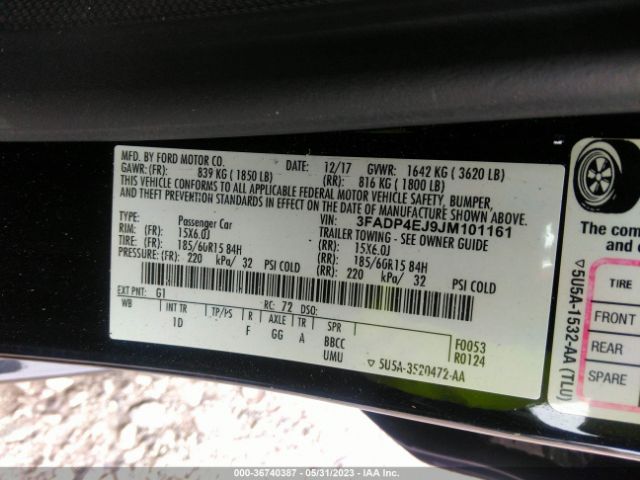 MFD. BY FORD MOTOR CO. DATE: 12/17 GVWR: 1642 KG ( 3620 LB)
GAWR: (FR): 839 KG ( 1850 LB) (RR): 816 KG ( 1800 LB)
THIS VEHICLE CONFORMS TO ALL APPLICABLE FEDERAL MOTOR VEHICLE SAFETY, BUMPER,
AND THEFT PREVENTION STANDARDS IN EFFECT ON THE DATE OF MANUFACTURE SHOWN ABOVE.
VIN: 3FADP4EJ9JM101161
TYPE: Passenger Car TRAILER TOWING - SEE OWNER GUIDE
RIM: (FR): 15X6.0J (RR): 15X6.0J
TIRE: (FR): 185/60R15 84H (RR): 185/60R15 84H
PRESSURE: (FR): 220 kPa/ 32 PSI COLD (RR): 220 kPa/ 32 PSI COLD
EXT PNT: G1 RC: 72 DSO:
WB INT TR TP/PS R AXLE TR SPR
1D F GG A BBCC F0053
UMU R0124
5U5A-3520472-AA
The
com
TIRE
FRONT
REAR
SPARE
5U5A-1532-AA (TLU)
000-36740387 - 05/31/2023 - IAA Inc.